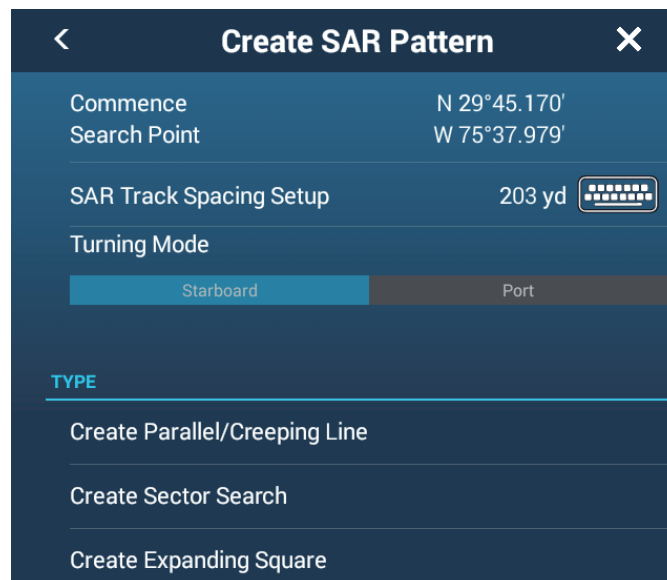 Create SAR Pattern
Commence N 29°45.170'
Search Point W 75°37.979'
SAR Track Spacing Setup 203 yd
Turning Mode
Starboard Port
TYPE
Create Parallel/Creeping Line
Create Sector Search
Create Expanding Square